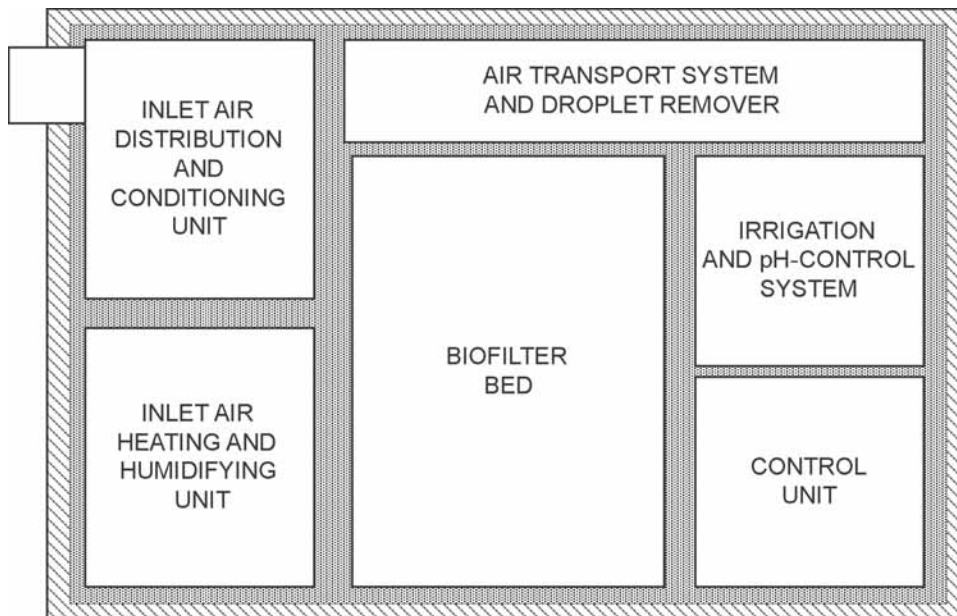 INLET AIR
DISTRIBUTION
AND
CONDITIONING
UNIT
AIR TRANSPORT SYSTEM
AND DROPLET REMOVER
INLET AIR
HEATING AND
HUMIDIFYING
UNIT
BIOFILTER
BED
IRRIGATION
AND pH-CONTROL
SYSTEM
CONTROL
UNIT